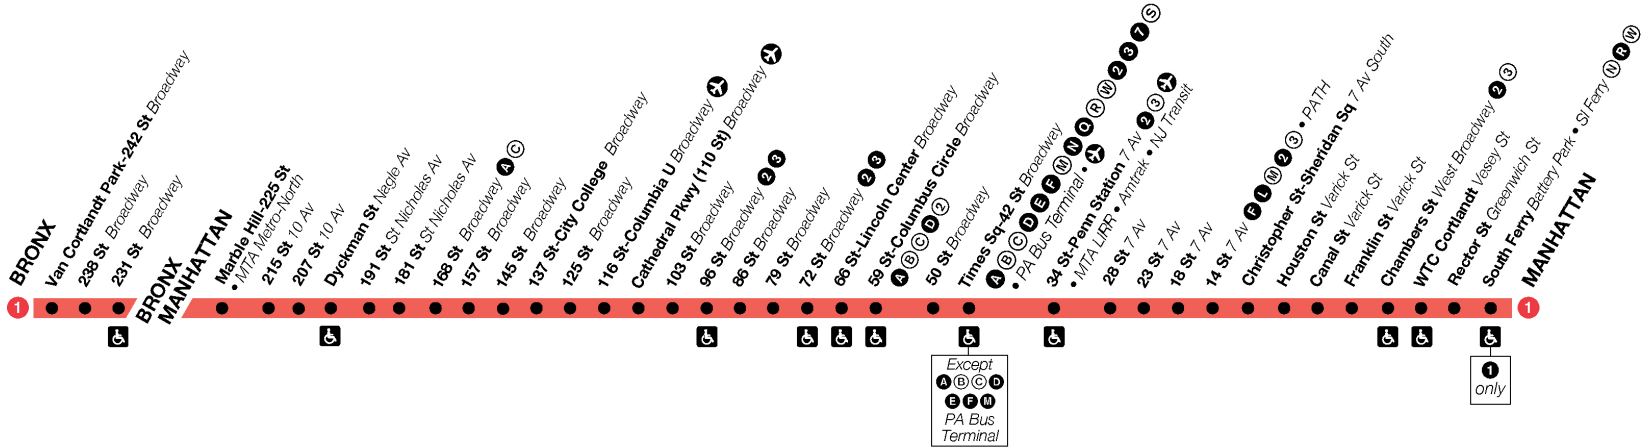 1
BRONX
Van Cortlandt Park-242 St Broadway
238 St Broadway
231 St Broadway
BRONX
MANHATTAN
Marble Hill-225 St
• MTA Metro-North
215 St 10 Av
207 St 10 Av
Dyckman St Nagle Av
191 St St Nicholas Av
181 St St Nicholas Av
168 St Broadway A C
157 St Broadway
145 St Broadway
137 St-City College Broadway
125 St Broadway
116 St-Columbia U Broadway
Cathedral Pkwy (110 St) Broadway
103 St Broadway
96 St Broadway 2 3
86 St Broadway
79 St Broadway
72 St Broadway 2 3
66 St-Lincoln Center Broadway
59 St-Columbus Circle Broadway
A B C D 2
50 St Broadway
Times Sq-42 St Broadway
A B C D E F M N Q R W 2 3 7 S
• PA Bus Terminal •
34 St-Penn Station 7 Av 2 3
• MTA LIRR • Amtrak • NJ Transit
28 St 7 Av
23 St 7 Av
18 St 7 Av
14 St 7 Av F L M 2 3 • PATH
Christopher St-Sheridan Sq 7 Av South
Houston St Varick St
Canal St Varick St
Franklin St Varick St
Chambers St West Broadway 2 3
WTC Cortlandt Vesey St
Rector St Greenwich St
South Ferry Battery Park • SI Ferry N R W
MANHATTAN
1
Except
A B C D
E F M
PA Bus
Terminal
1
only